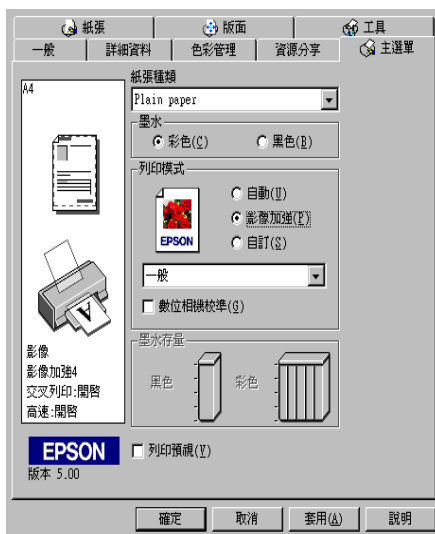 紙張 版面 工具
一般 詳細資料 色彩管理 資源分享 主選單
A4
紙張種類
Plain paper
墨水
彩色(C) 黑色(B)
列印模式
自動(U)
影像加強(P)
自訂(S)
EPSON
一般
數位相機校準(G)
墨水存量
黑色 彩色
影像
影像加強4
交叉列印:開啓
高速:開啓
EPSON
列印預視(V)
版本 5.00
確定 取消 套用(A) 說明